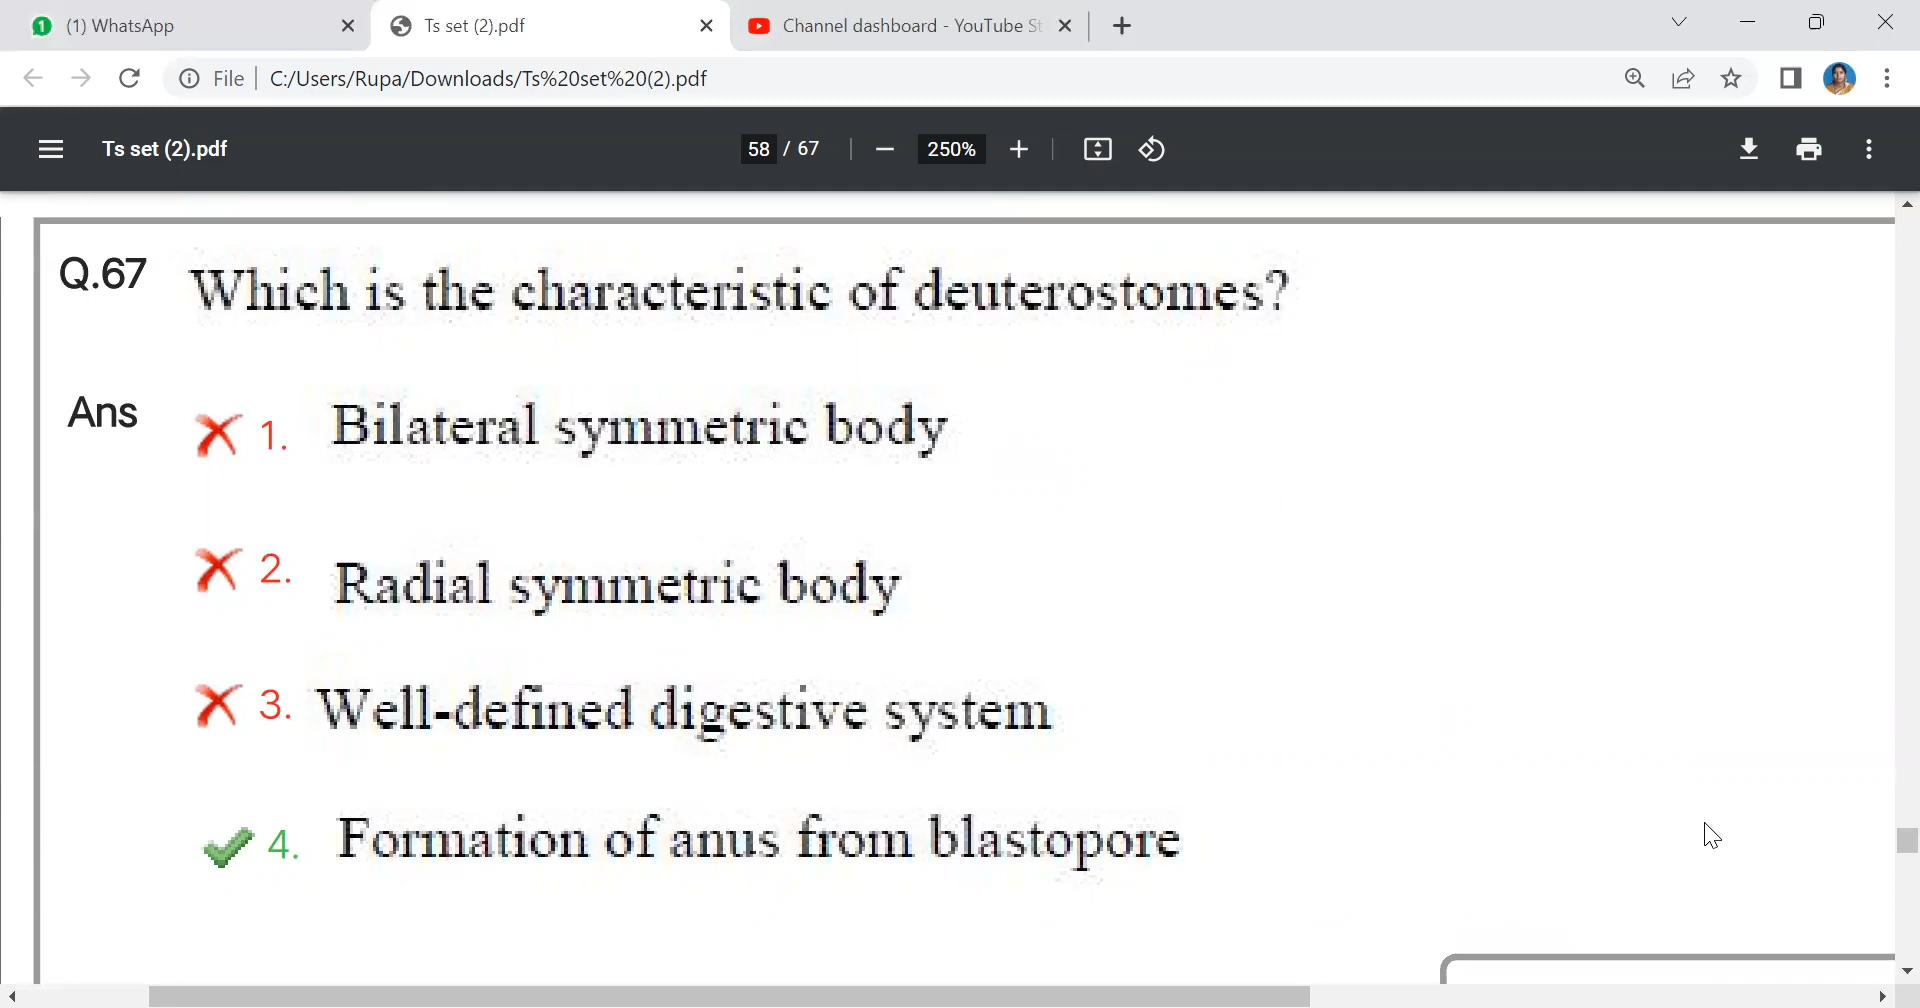 (1) WhatsApp
Ts set (2).pdf
Channel dashboard - YouTube St
File
C:/Users/Rupa/Downloads/Ts%20set%20(2).pdf
Ts set (2).pdf
58 / 67
250%
Q.67 Which is the characteristic of deuterostomes?
Ans
1. Bilateral symmetric body
2. Radial symmetric body
3. Well-defined digestive system
4. Formation of anus from blastopore